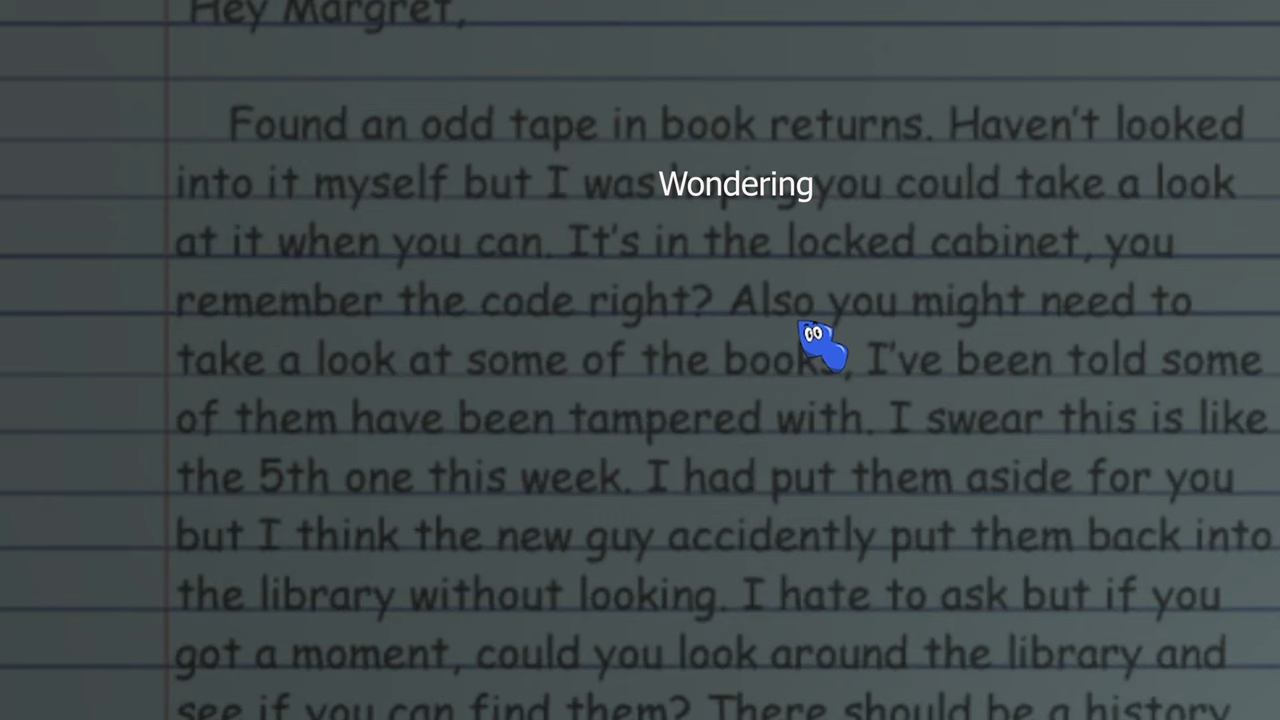 Hey Margret,
Found an odd tape in book returns. Haven't looked
into it myself but I was Wondering you could take a look
at it when you can. It's in the locked cabinet, you
remember the code right? Also you might need to
take a look at some of the books, I've been told some
of them have been tampered with. I swear this is like
the 5th one this week. I had put them aside for you
but I think the new guy accidently put them back into
the library without looking. I hate to ask but if you
got a moment, could you look around the library and
see if you can find them? There should be a history